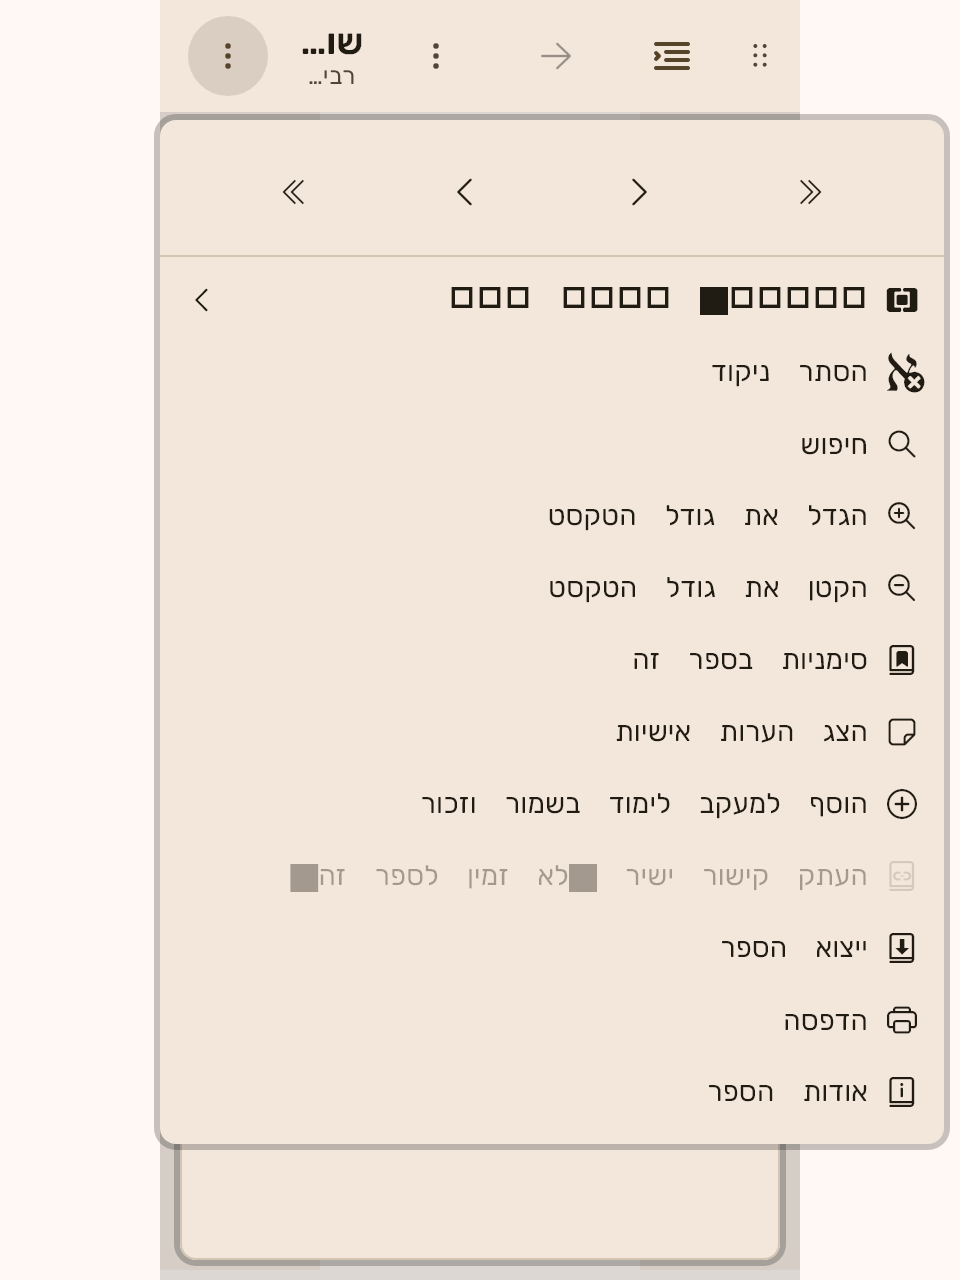 שו...
רבי...
הסתר ניקוד
חיפוש
הגדל את גודל הטקסט
הקטן את גודל הטקסט
סימניות בספר זה
הצג הערות אישיות
הוסף למעקב לימוד בשמור וזכור
העתק קישור ישיר לא זמין לספר זה
ייצוא הספר
הדפסה
אודות הספר